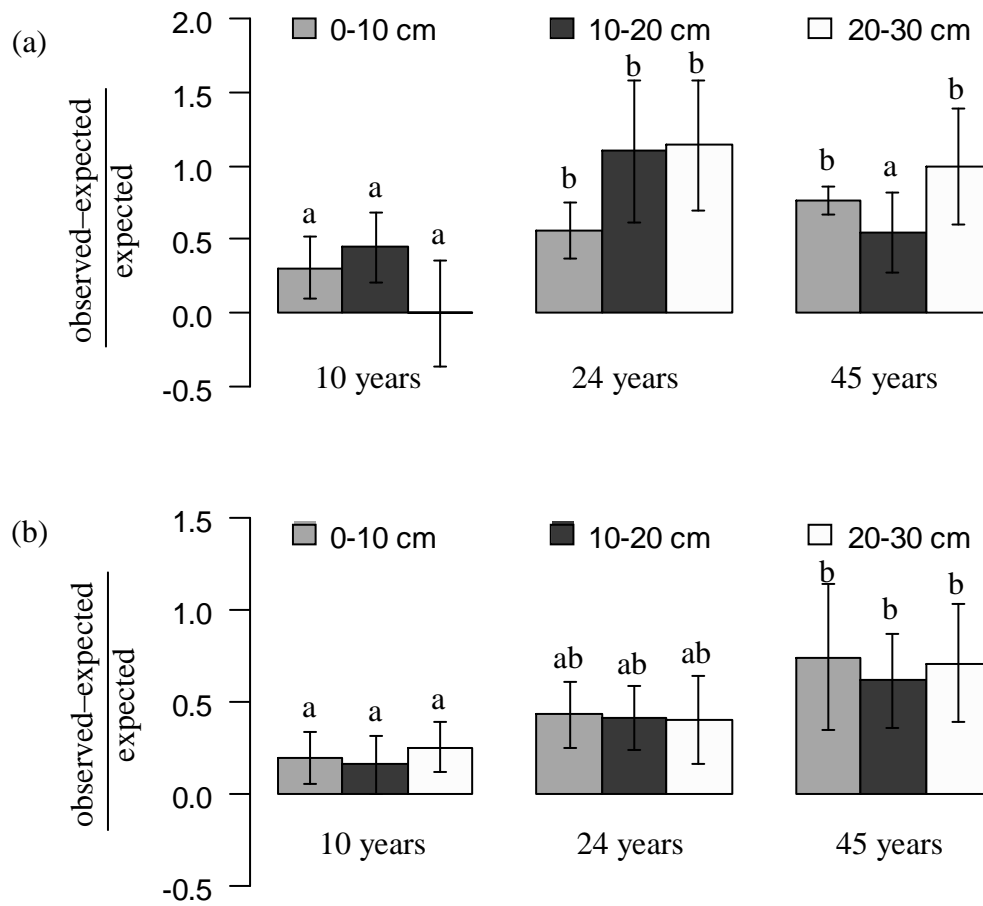 (a)
observed–expected
expected
2.0
1.5
1.0
0.5
0.0
-0.5
0-10 cm 10-20 cm 20-30 cm
a a a
b b b
b a b
10 years 24 years 45 years
(b)
observed–expected
expected
1.5
1.0
0.5
0.0
-0.5
0-10 cm 10-20 cm 20-30 cm
a a a
ab ab ab
b b b
10 years 24 years 45 years